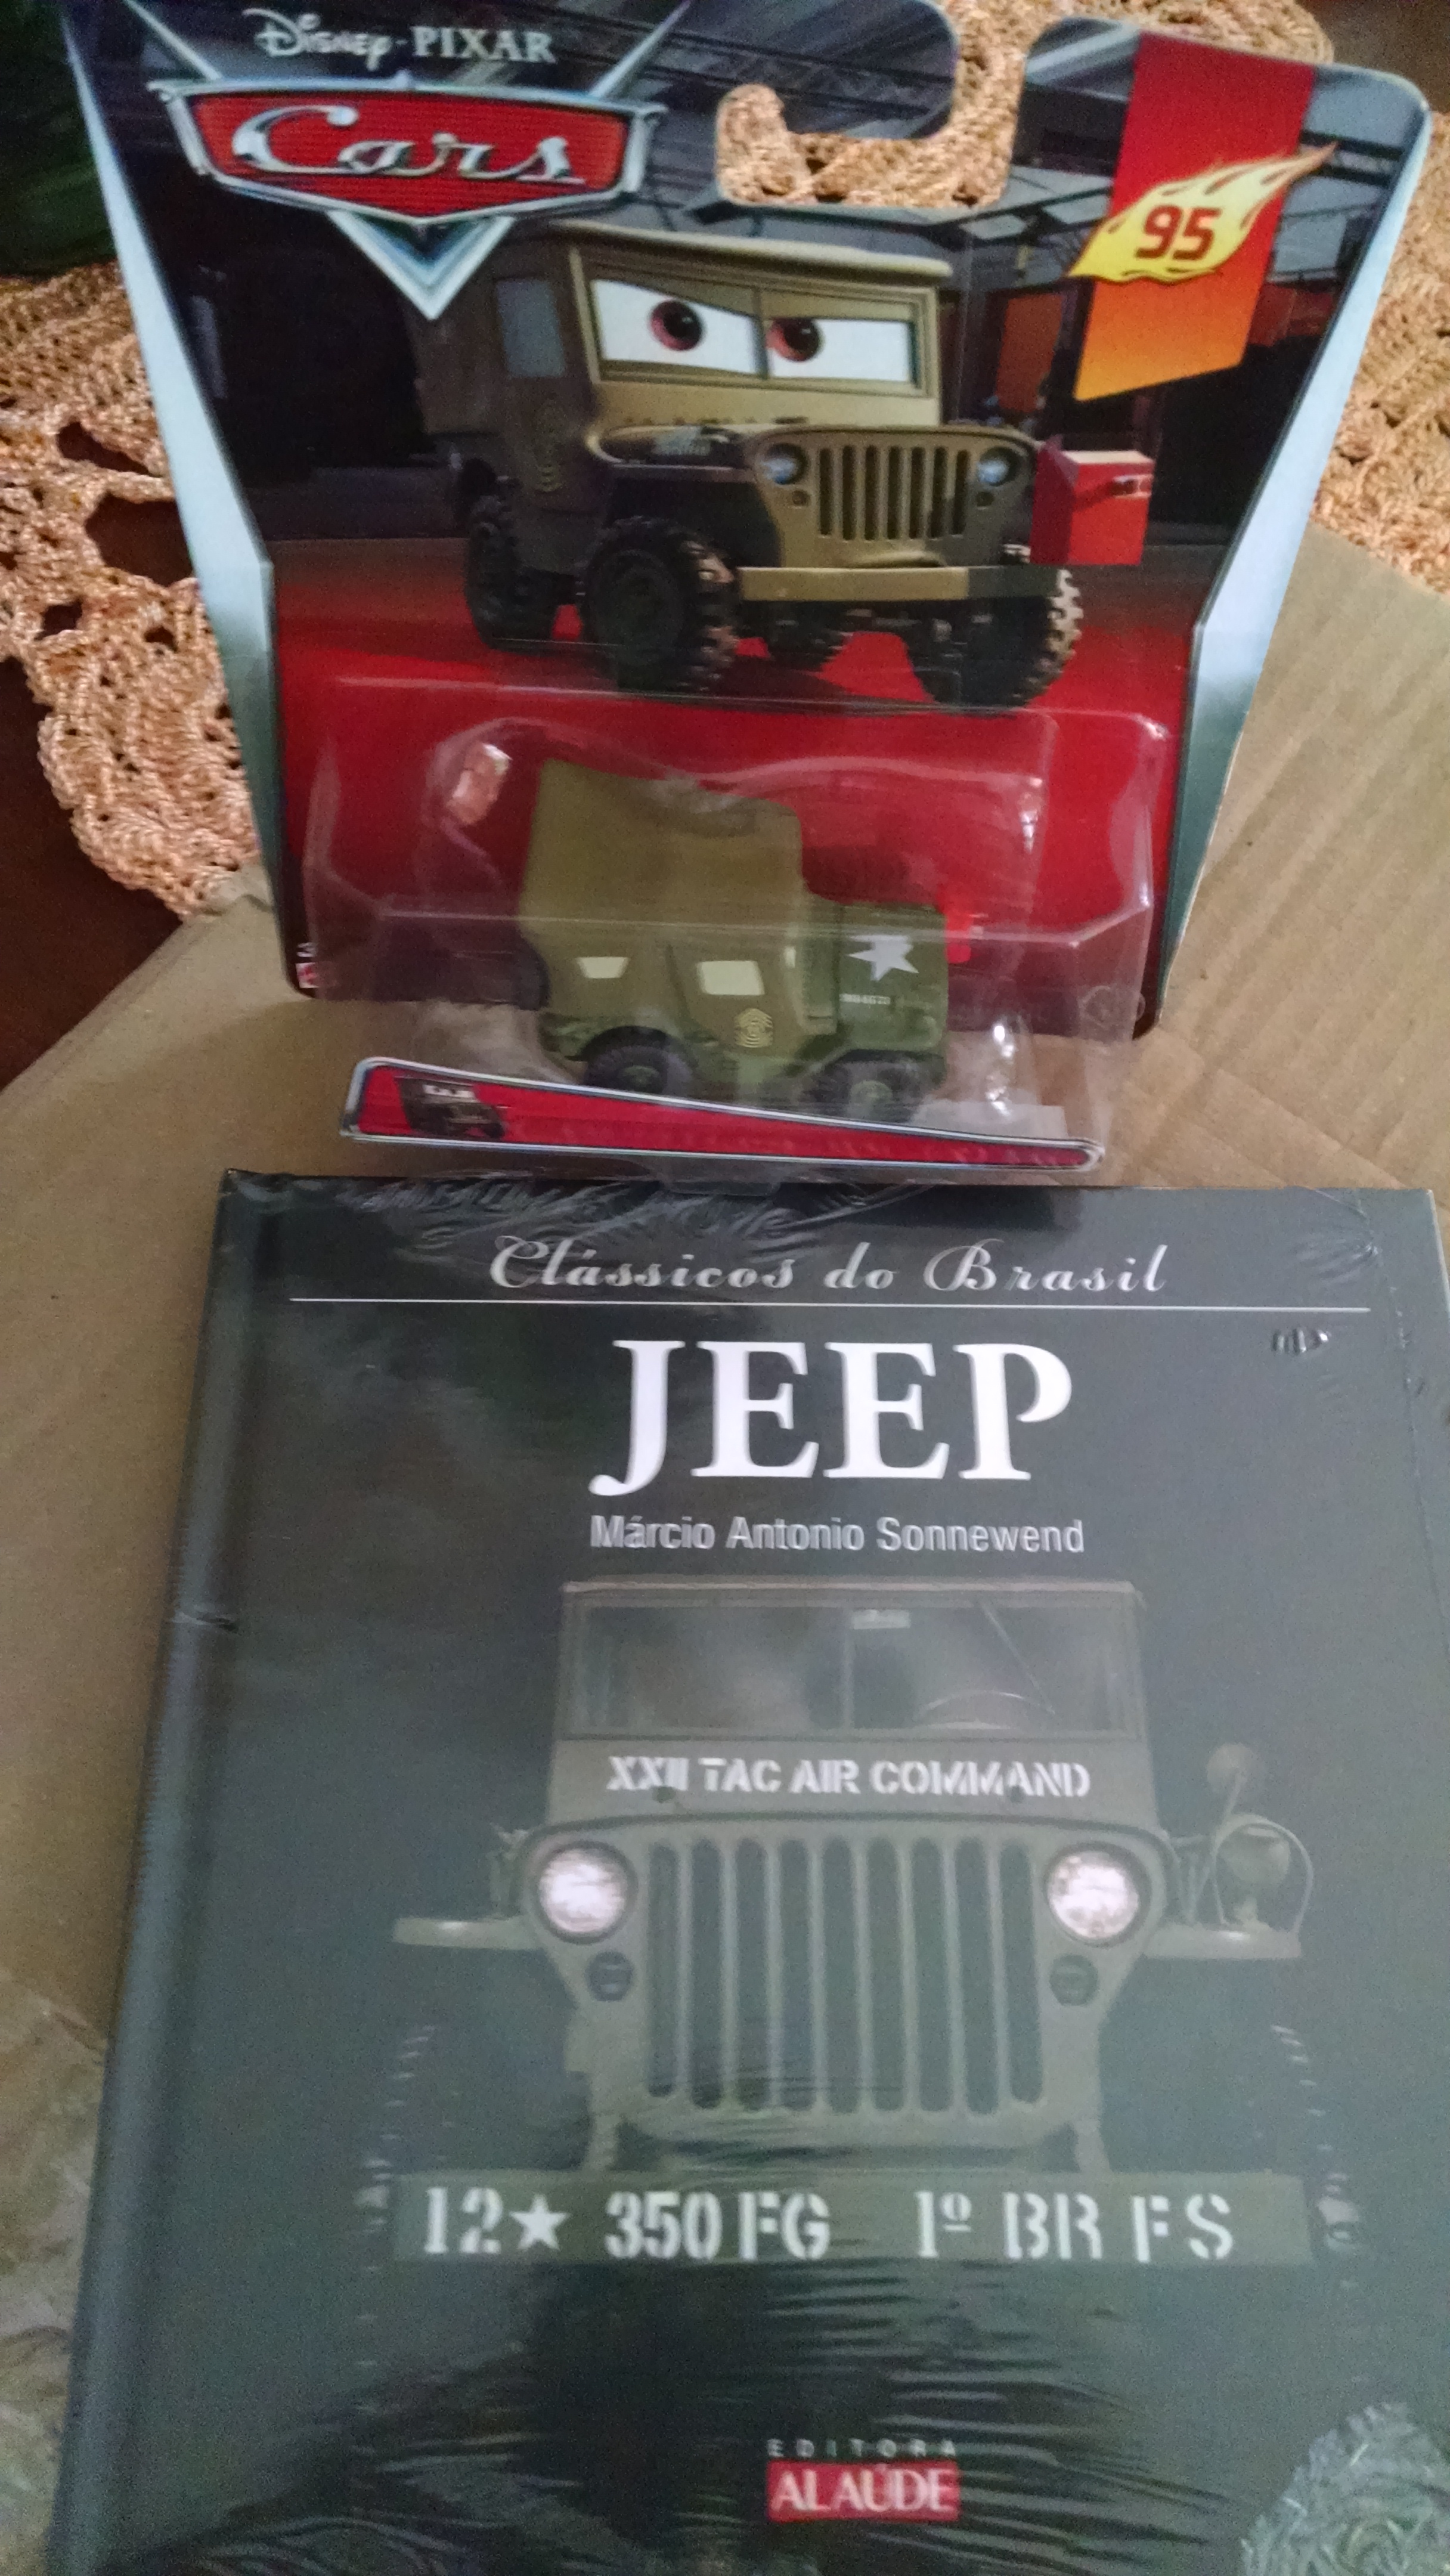 Disney·PIXAR
Cars
95
Clássicos do Brasil
JEEP
Márcio Antonio Sonnewend
XXII TAC AIR COMMAND
12★ 350 FG 1º BR F S
EDITORA
ALAÚDE